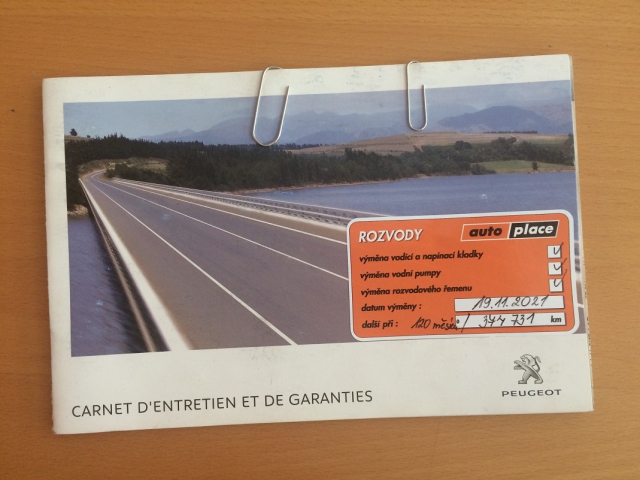 ROZVODY auto place
výměna vodící a napínací kladky ✓
výměna vodní pumpy ✓
výměna rozvodového řemenu ✓
datum výměny : 19.11.2021
další při : 120 měsíců / 344 731 km
PEUGEOT
CARNET D'ENTRETIEN ET DE GARANTIES